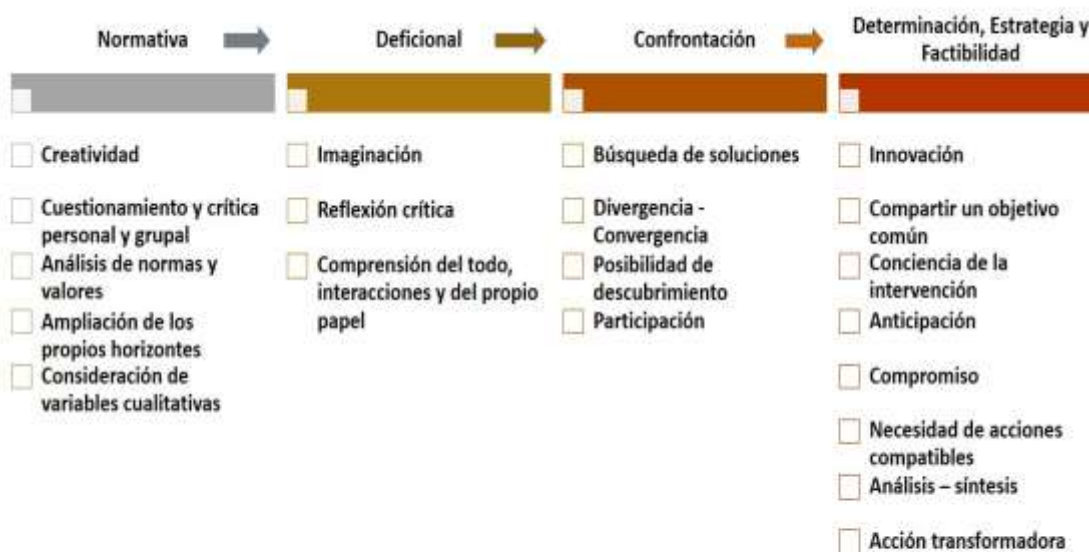 Normativa
Deficional
Confrontación
Determinación, Estrategia y
Factibilidad
Creatividad
Cuestionamiento y crítica
personal y grupal
Análisis de normas y
valores
Ampliación de los
propios horizontes
Consideración de
variables cualitativas
Imaginación
Reflexión crítica
Comprensión del todo,
interacciones y del propio
papel
Búsqueda de soluciones
Divergencia -
Convergencia
Posibilidad de
descubrimiento
Participación
Innovación
Compartir un objetivo
común
Conciencia de la
intervención
Anticipación
Compromiso
Necesidad de acciones
compatibles
Análisis – síntesis
Acción transformadora